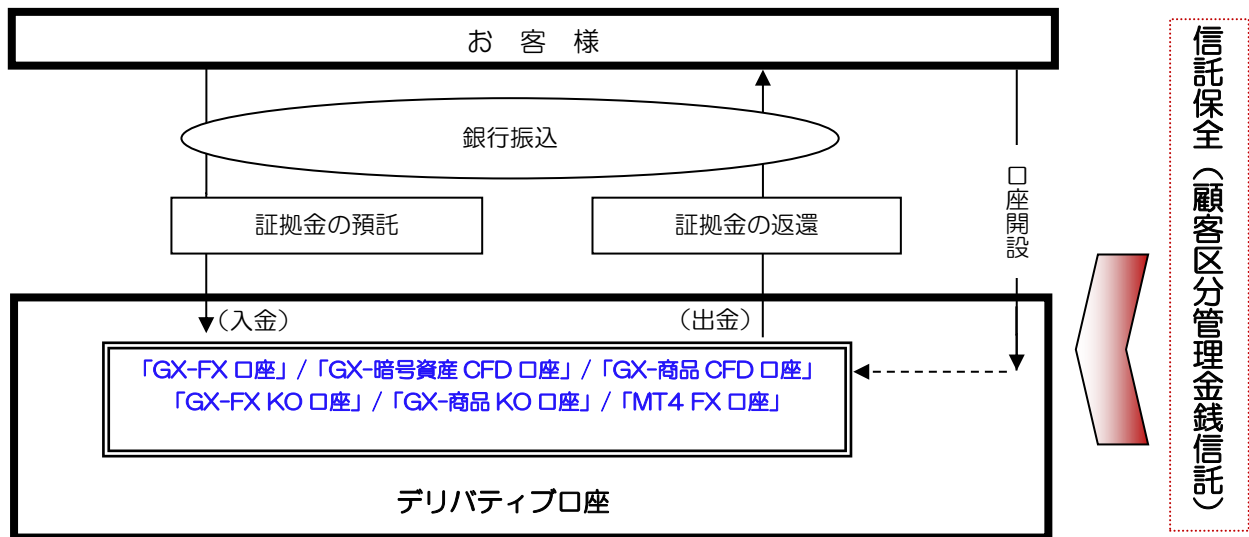 お 客 様
銀行振込
証拠金の預託
証拠金の返還
口座開設
（入金）
（出金）
「GX-FX 口座」/「GX-暗号資産 CFD 口座」/「GX-商品 CFD 口座」
「GX-FX KO 口座」/「GX-商品 KO 口座」/「MT4 FX 口座」
デリバティブ口座
信託保全（顧客区分管理金銭信託）